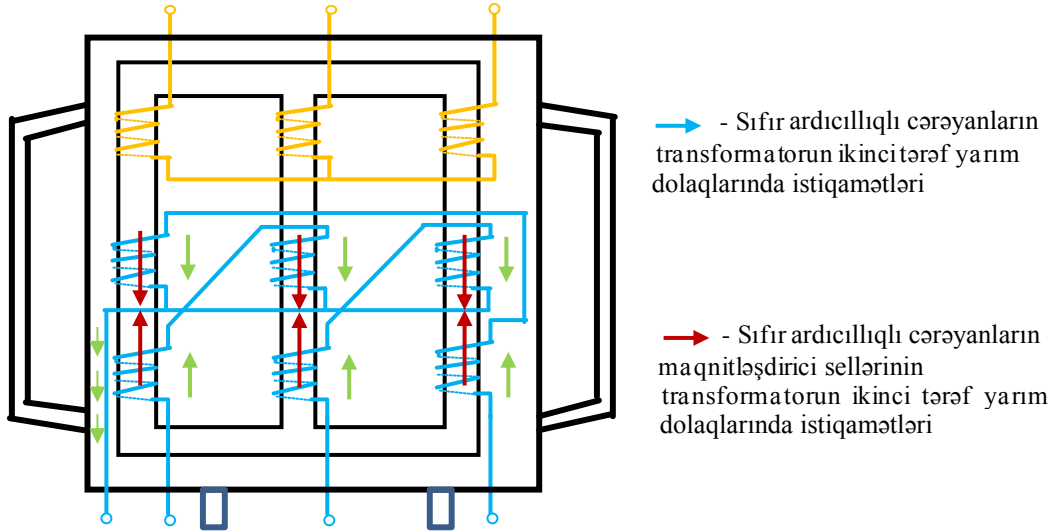 - Sıfır ardıcıllıqlı cərəyanların
transformatorun ikinci tərəf yarım
dolaqlarında istiqamətləri
- Sıfır ardıcıllıqlı cərəyanların
maqnitləşdirici sellərinin
transformatorun ikinci tərəf yarım
dolaqlarında istiqamətləri